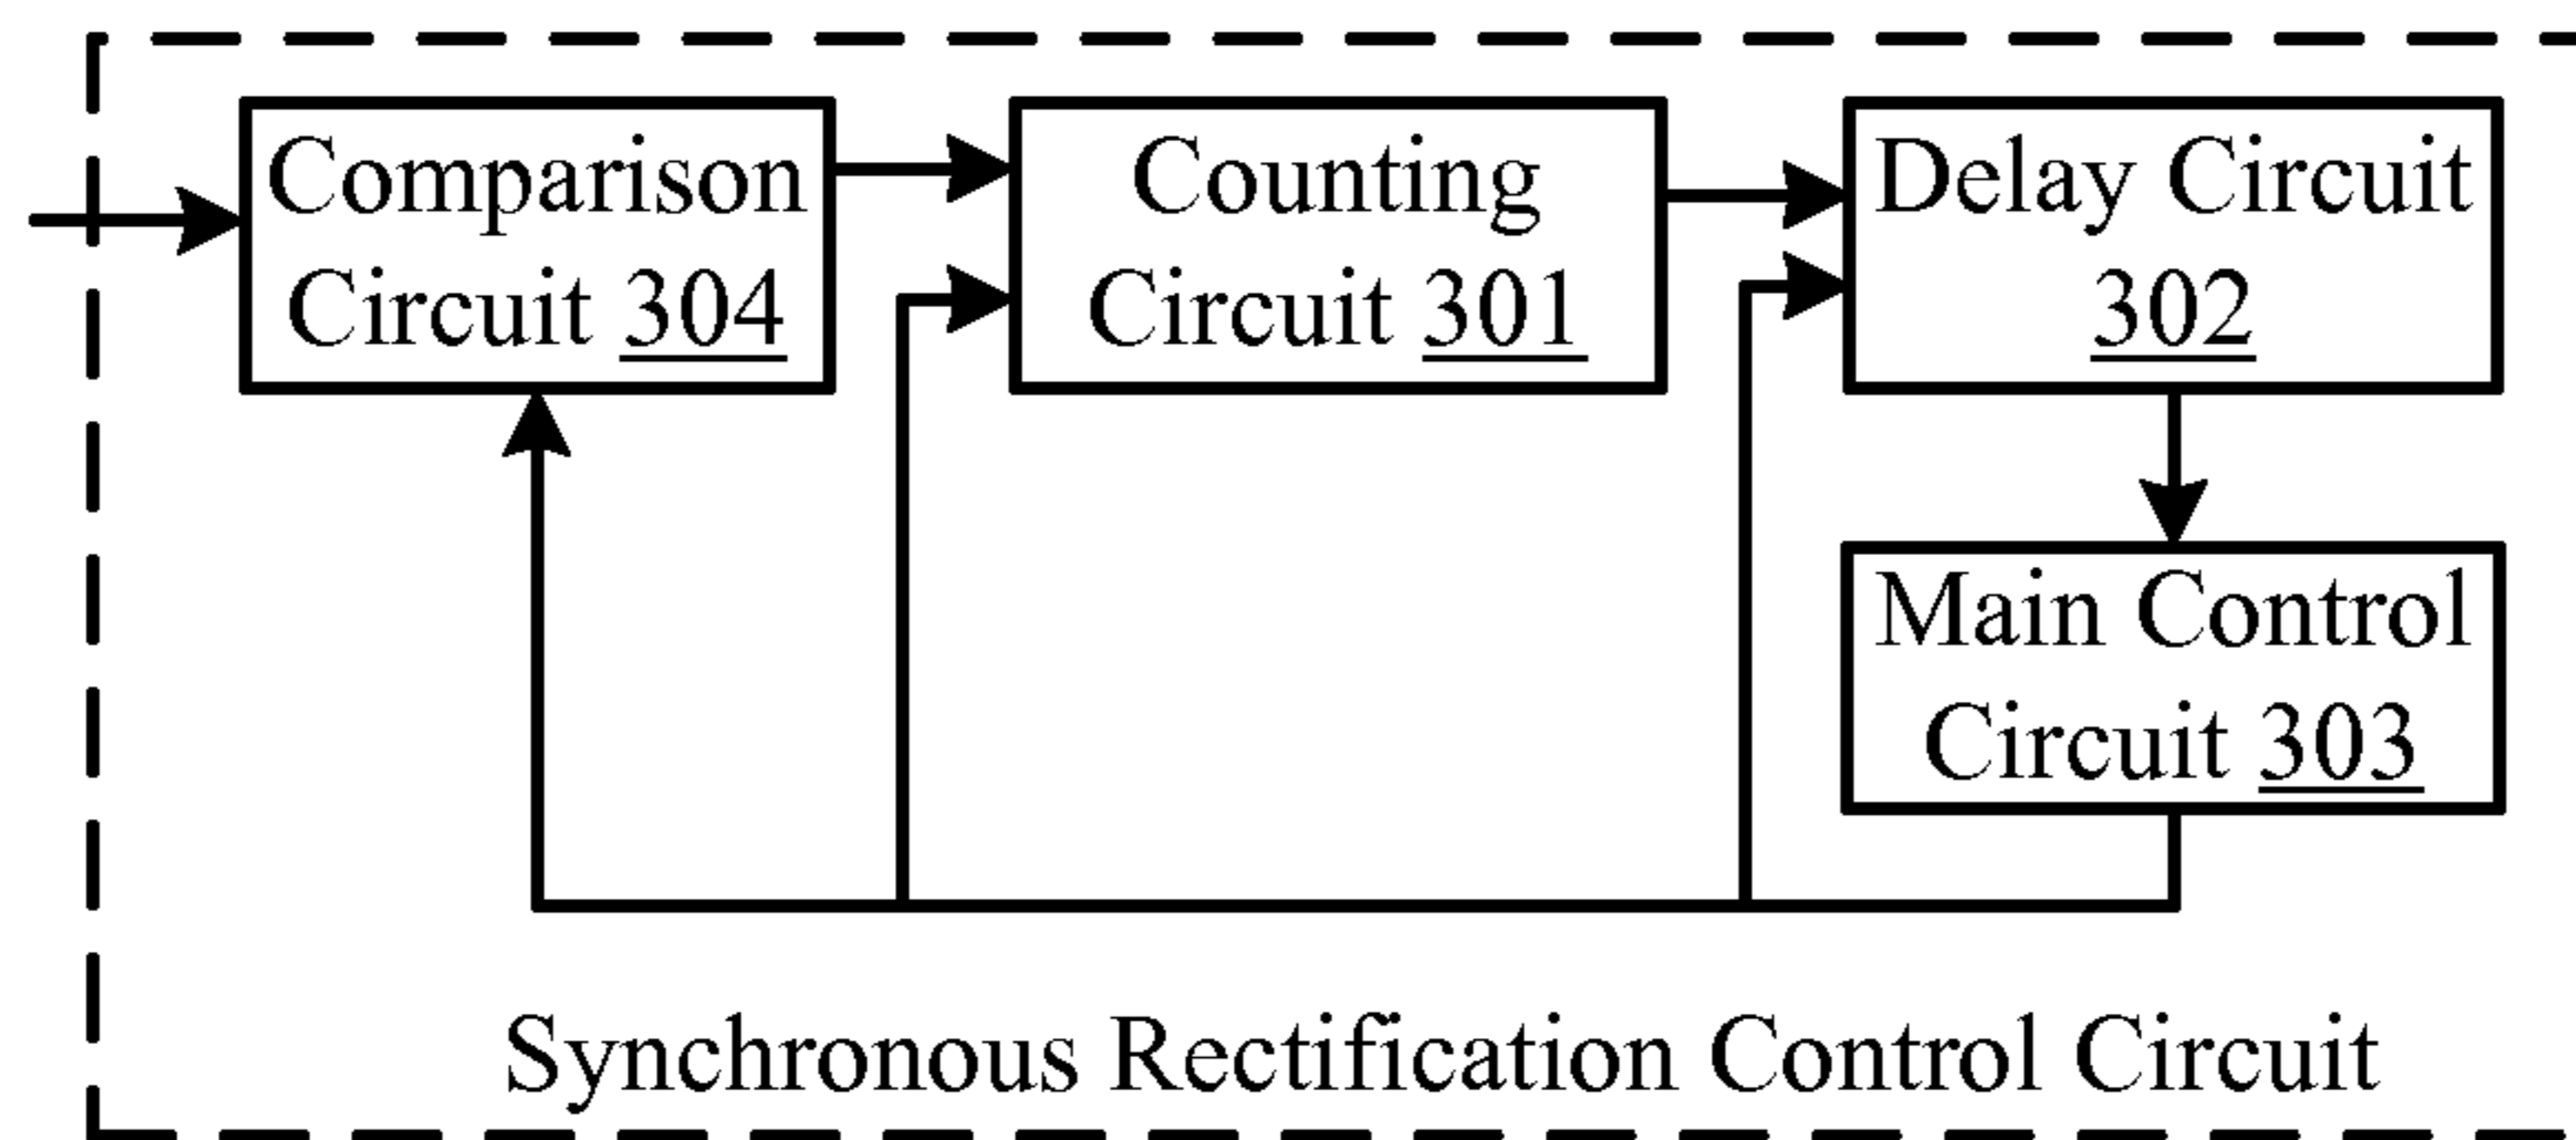 Comparison
Circuit 304
Counting
Circuit 301
Delay Circuit
302
Main Control
Circuit 303
Synchronous Rectification Control Circuit